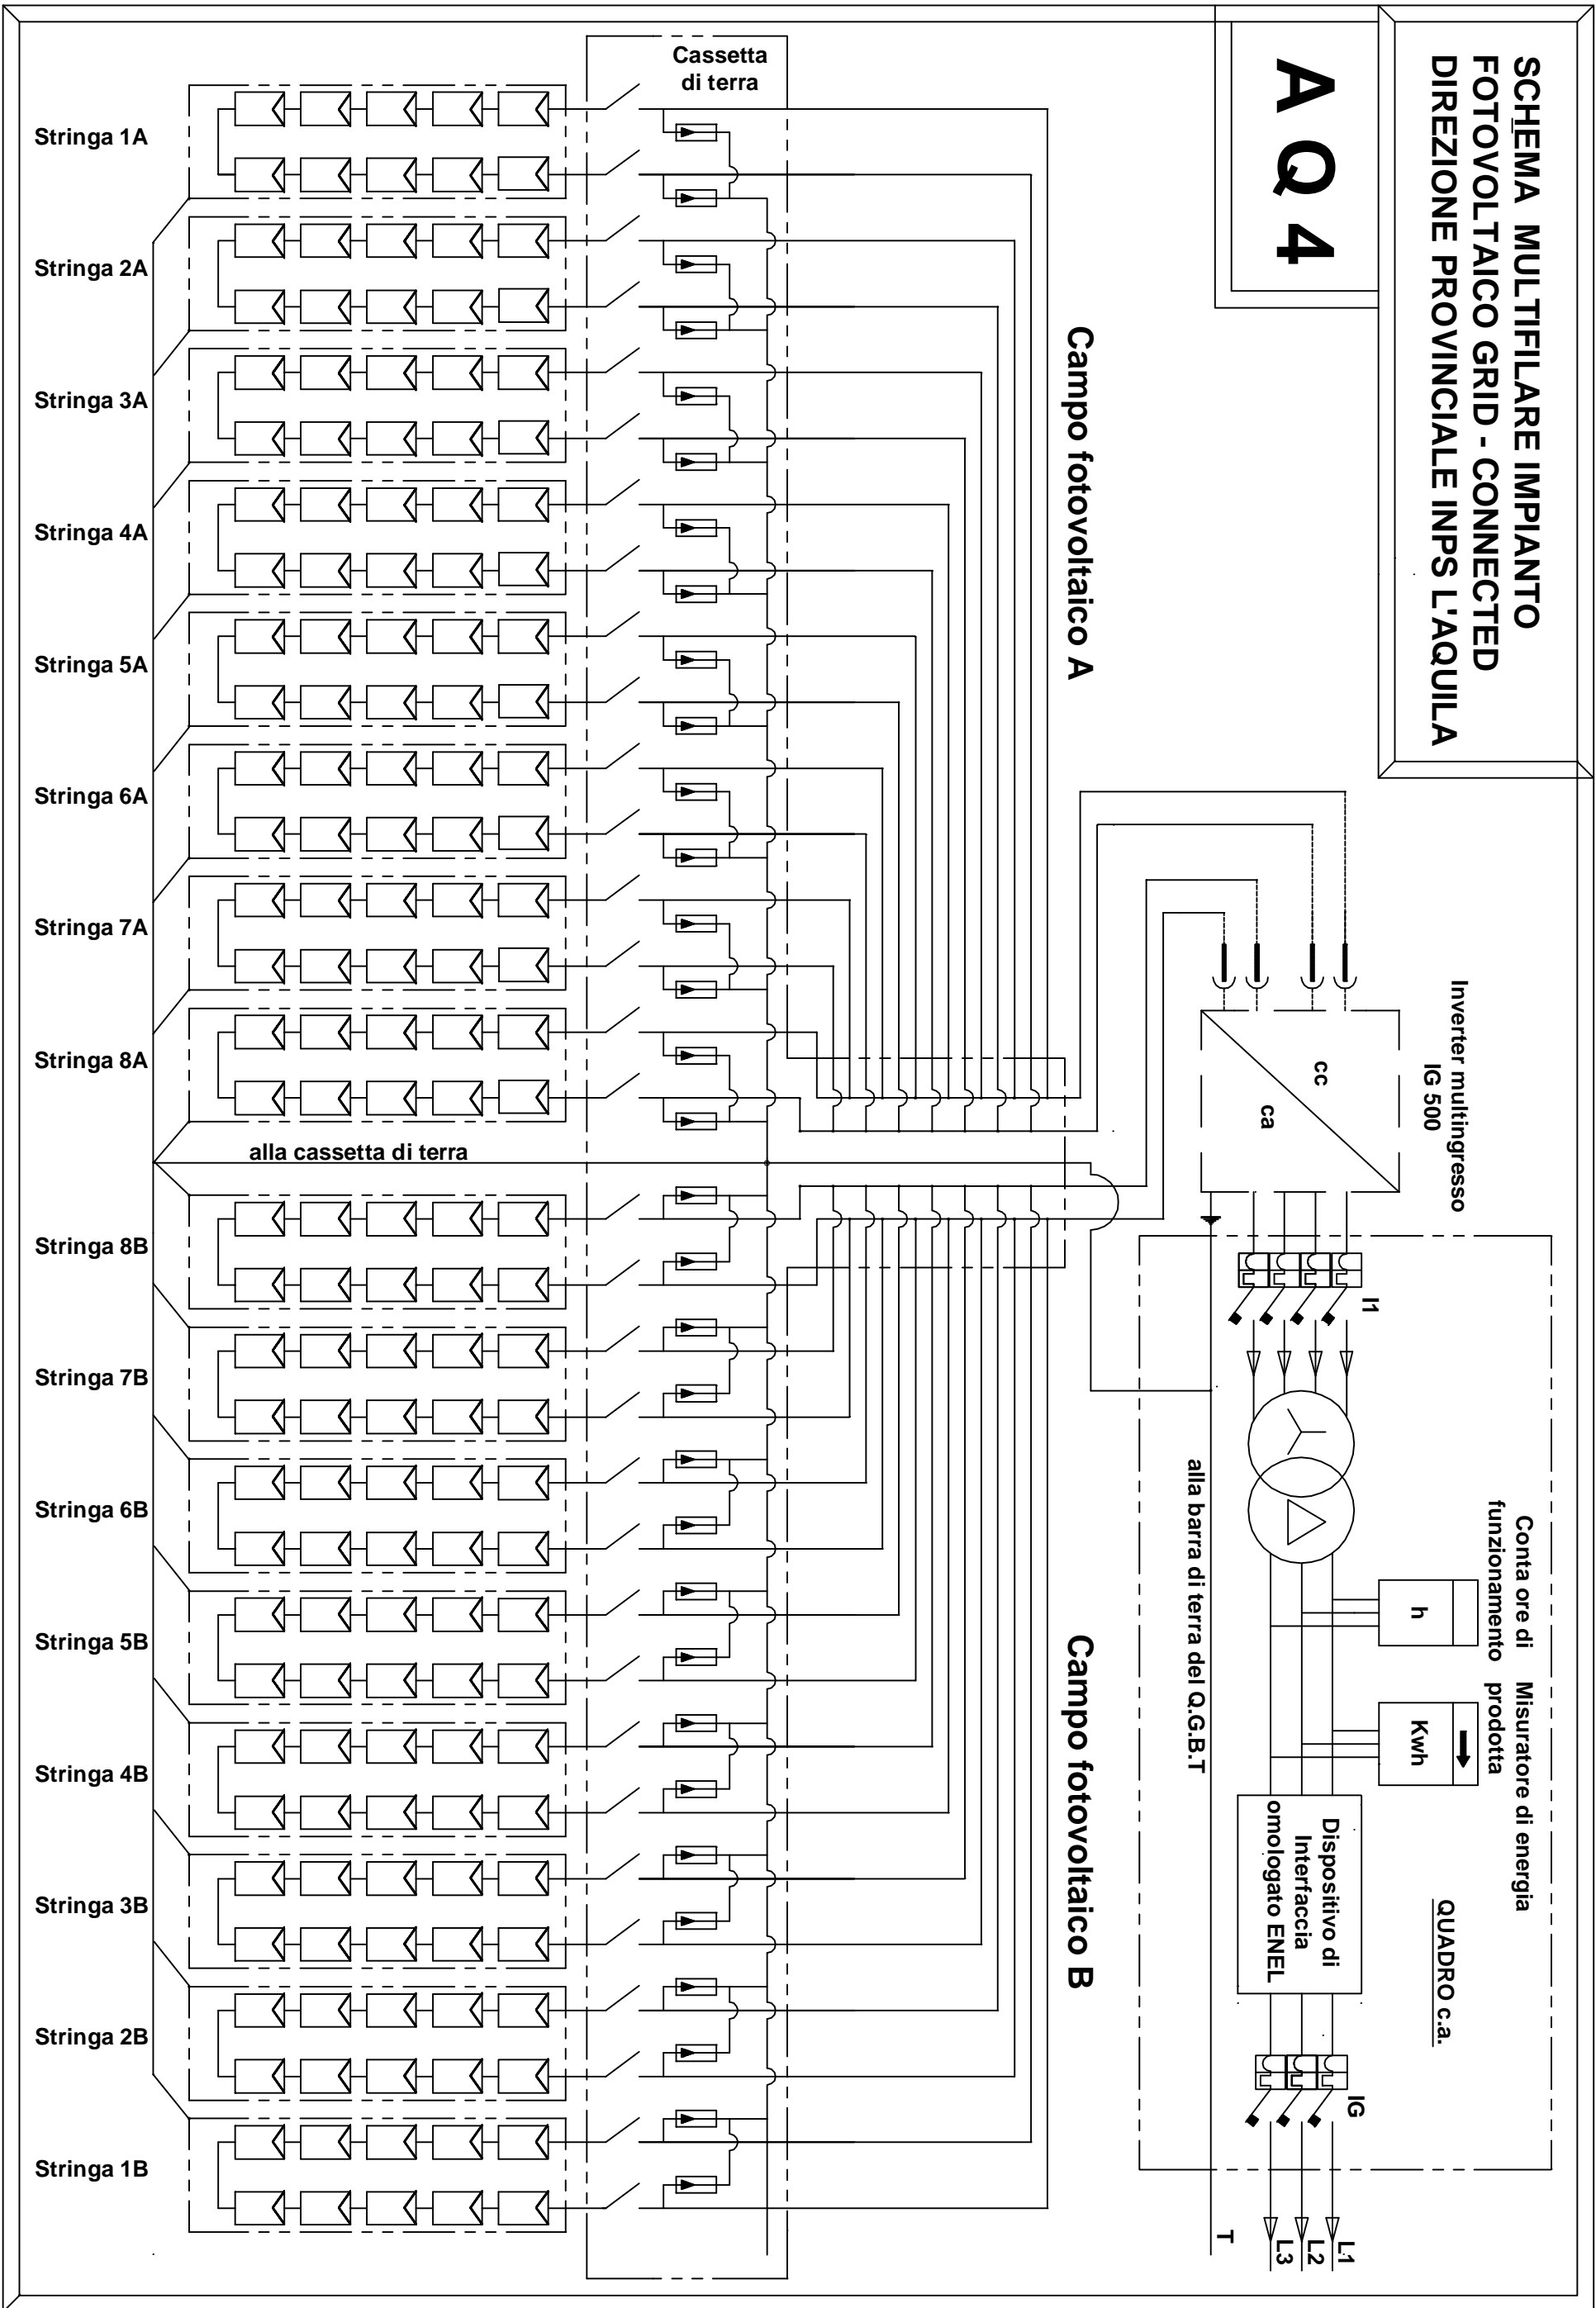 SCHEMA MULTIFILARE IMPIANTO
FOTOVOLTAICO GRID - CONNECTED
DIREZIONE PROVINCIALE INPS L'AQUILA
A Q 4
Cassetta
di terra
Campo fotovoltaico A
Campo fotovoltaico B
Stringa 1A
Stringa 2A
Stringa 3A
Stringa 4A
Stringa 5A
Stringa 6A
Stringa 7A
Stringa 8A
alla cassetta di terra
Stringa 8B
Stringa 7B
Stringa 6B
Stringa 5B
Stringa 4B
Stringa 3B
Stringa 2B
Stringa 1B
Inverter multingresso
IG 500
cc
ca
I1
alla barra di terra del Q.G.B.T
Conta ore di
funzionamento
h
Misuratore di energia
prodotta
Kwh
Dispositivo di
Interfaccia
omologato ENEL
QUADRO c.a.
IG
L1
L2
L3
T